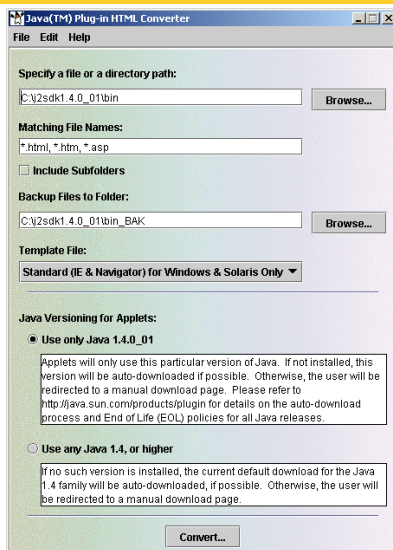 Java(TM) Plug-in HTML Converter
File Edit Help
Specify a file or a directory path:
C:\j2sdk1.4.0_01\bin
Browse...
Matching File Names:
*.html, *.htm, *.asp
Include Subfolders
Backup Files to Folder:
C:\j2sdk1.4.0_01\bin_BAK
Browse...
Template File:
Standard (IE & Navigator) for Windows & Solaris Only
Java Versioning for Applets:
Use only Java 1.4.0_01
Applets will only use this particular version of Java. If not installed, this
version will be auto-downloaded if possible. Otherwise, the user will be
redirected to a manual download page. Please refer to
http://java.sun.com/products/plugin for details on the auto-download
process and End of Life (EOL) policies for all Java releases.
Use any Java 1.4, or higher
If no such version is installed, the current default download for the Java
1.4 family will be auto-downloaded, if possible. Otherwise, the user will
be redirected to a manual download page.
Convert...